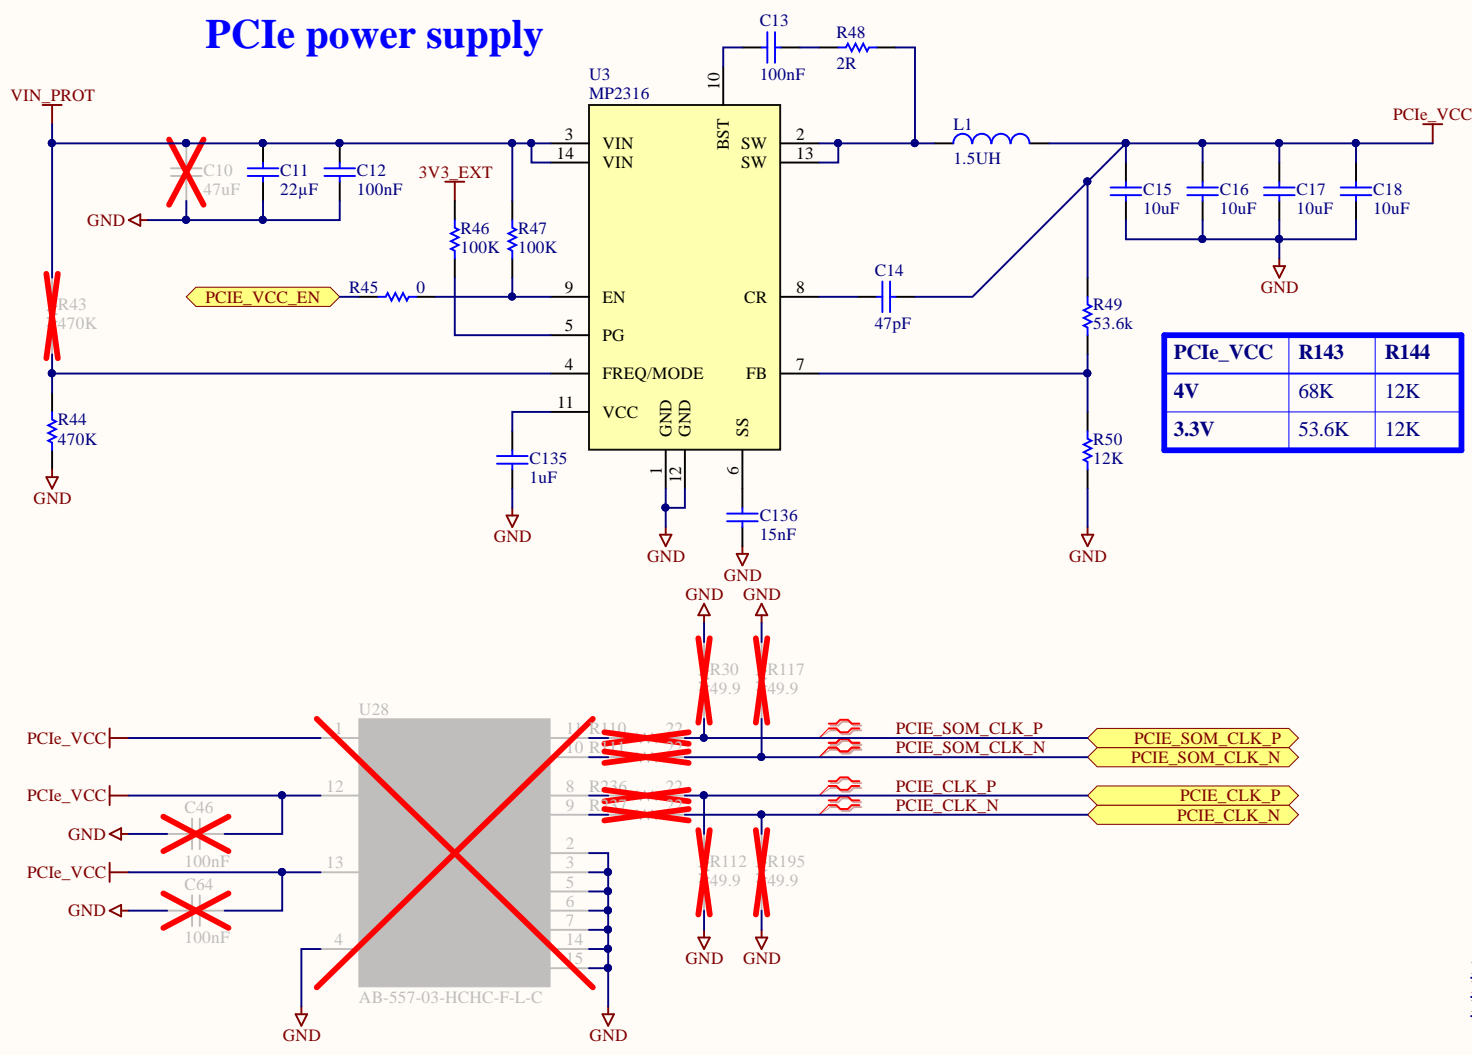 PCIe power supply
VIN_PROT
C10
47uF
C11
22µF
C12
100nF
GND
R43
470K
R44
470K
GND
3V3_EXT
R46
100K
R47
100K
PCIE_VCC_EN
R45
0
C135
1uF
GND
U3
MP2316
3
VIN
14
VIN
9
EN
5
PG
4
FREQ/MODE
11
VCC
10
BST
2
SW
13
SW
8
CR
7
FB
GND
GND
SS
1
12
6
GND
C136
15nF
GND
C13
100nF
R48
2R
L1
1.5UH
C14
47pF
R49
53.6k
R50
12K
GND
PCIe_VCC
C15
10uF
C16
10uF
C17
10uF
C18
10uF
GND
PCIe_VCC R143 R144
4V 68K 12K
3.3V 53.6K 12K
GND
GND
R30
49.9
R117
49.9
U28
PCIe_VCC
1
PCIe_VCC
12
C46
GND
100nF
PCIe_VCC
13
C64
GND
100nF
4
GND
AB-557-03-HCHC-F-L-C
11
R110
22
10
8
R236
22
9
2
3
5
6
7
14
15
GND
PCIE_SOM_CLK_P
PCIE_SOM_CLK_P
PCIE_SOM_CLK_N
PCIE_SOM_CLK_N
PCIE_CLK_P
PCIE_CLK_P
PCIE_CLK_N
PCIE_CLK_N
R112
49.9
R195
49.9
GND
GND